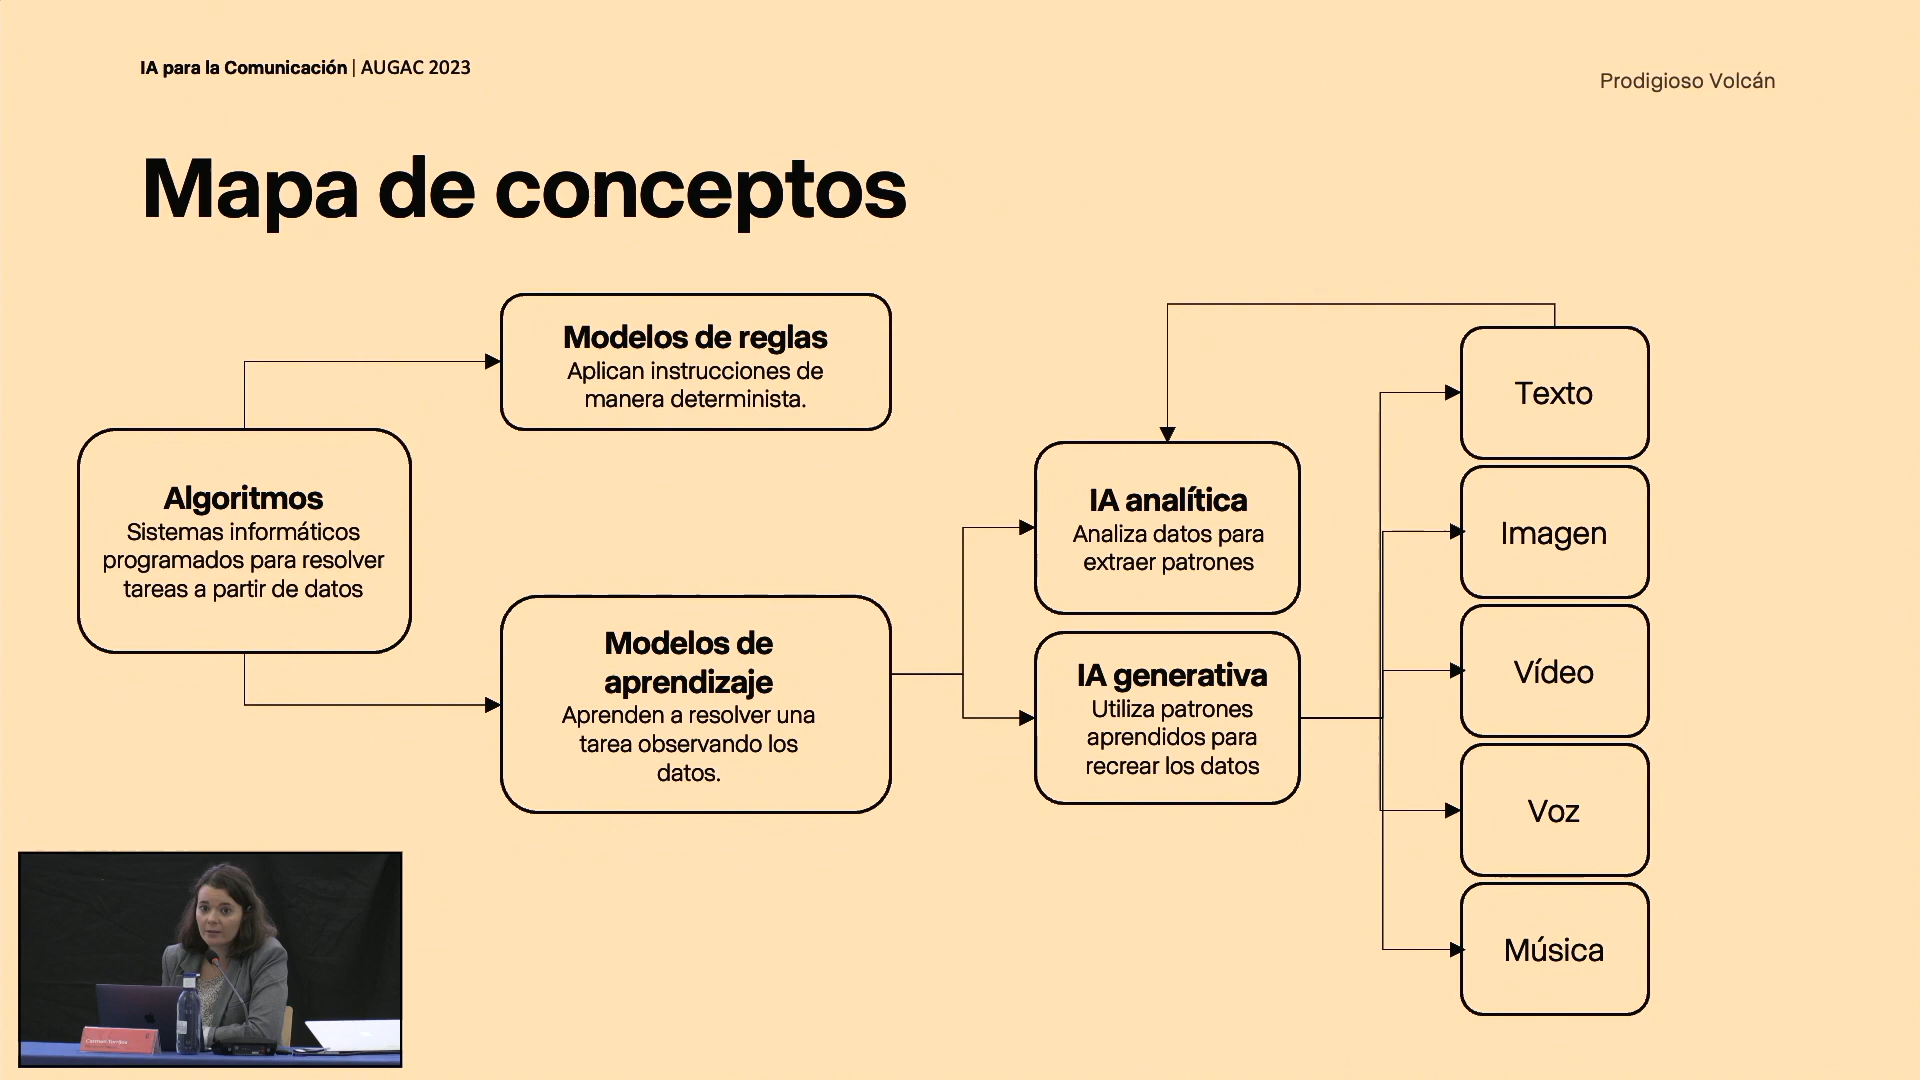 IA para la Comunicación | AUGAC 2023
Prodigioso Volcán
Mapa de conceptos
Modelos de reglas
Aplican instrucciones de
manera determinista.
Algoritmos
Sistemas informáticos
programados para resolver
tareas a partir de datos
Modelos de
aprendizaje
Aprenden a resolver una
tarea observando los
datos.
IA analítica
Analiza datos para
extraer patrones
IA generativa
Utiliza patrones
aprendidos para
recrear los datos
Texto
Imagen
Vídeo
Voz
Música
Carmen Torrijos